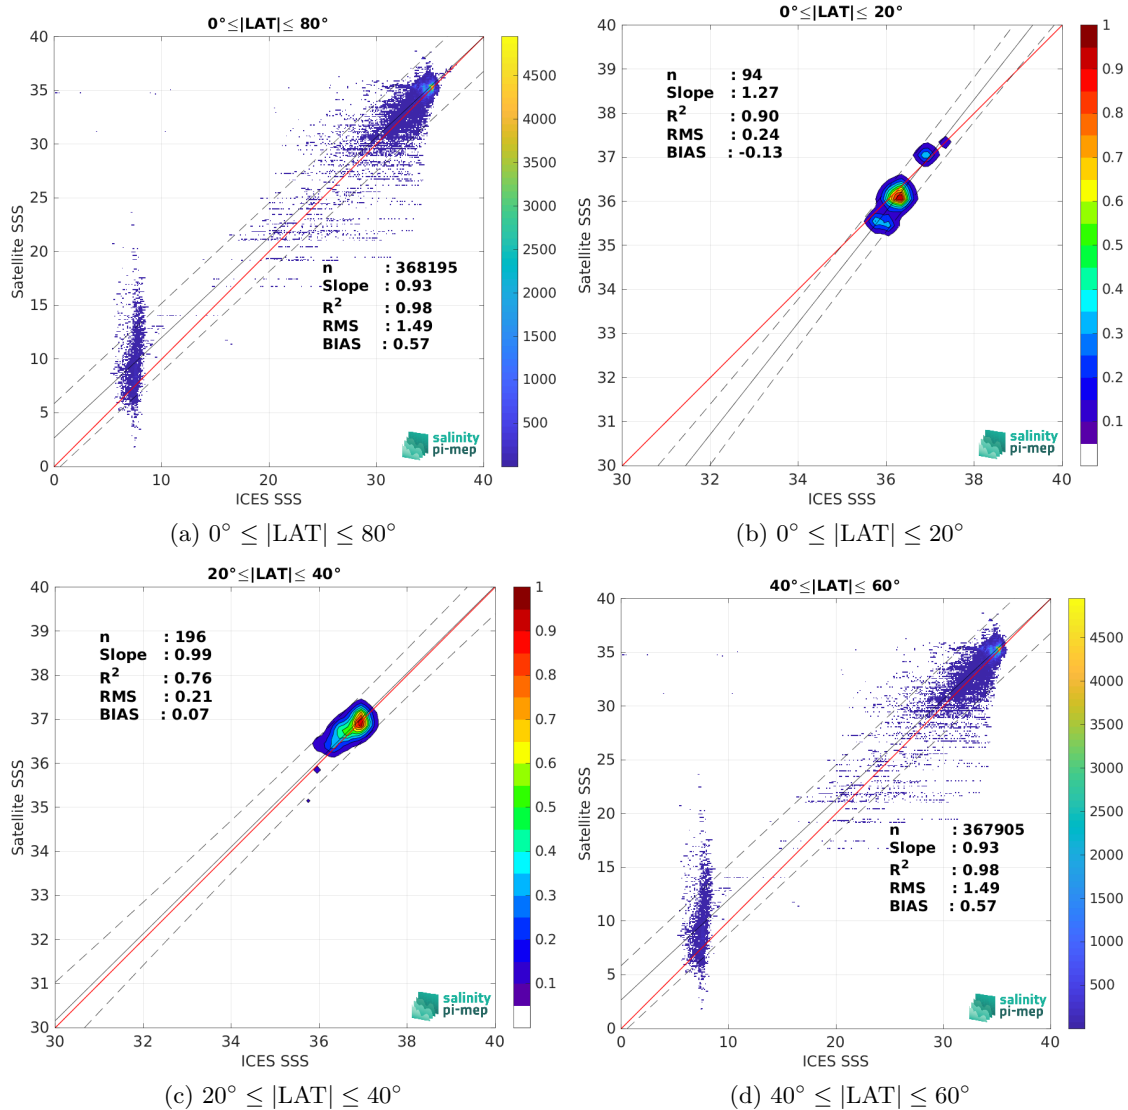 0°≤|LAT|≤ 80°
40
35
30
25
20
15
10
5
0
Satellite SSS
n : 368195
Slope : 0.93
R² : 0.98
RMS : 1.49
BIAS : 0.57
salinity
pi-mep
0 10 20 30 40
ICES SSS
4500
4000
3500
3000
2500
2000
1500
1000
500
(a) 0° ≤ |LAT| ≤ 80°
0°≤|LAT|≤ 20°
40
39
38
37
36
35
34
33
32
31
30
Satellite SSS
n : 94
Slope : 1.27
R² : 0.90
RMS : 0.24
BIAS : -0.13
salinity
pi-mep
30 32 34 36 38 40
ICES SSS
1
0.9
0.8
0.7
0.6
0.5
0.4
0.3
0.2
0.1
(b) 0° ≤ |LAT| ≤ 20°
20°≤|LAT|≤ 40°
40
39
38
37
36
35
34
33
32
31
30
Satellite SSS
n : 196
Slope : 0.99
R² : 0.76
RMS : 0.21
BIAS : 0.07
salinity
pi-mep
30 32 34 36 38 40
ICES SSS
1
0.9
0.8
0.7
0.6
0.5
0.4
0.3
0.2
0.1
(c) 20° ≤ |LAT| ≤ 40°
40°≤|LAT|≤ 60°
40
35
30
25
20
15
10
5
0
Satellite SSS
n : 367905
Slope : 0.93
R² : 0.98
RMS : 1.49
BIAS : 0.57
salinity
pi-mep
0 10 20 30 40
ICES SSS
4500
4000
3500
3000
2500
2000
1500
1000
500
(d) 40° ≤ |LAT| ≤ 60°